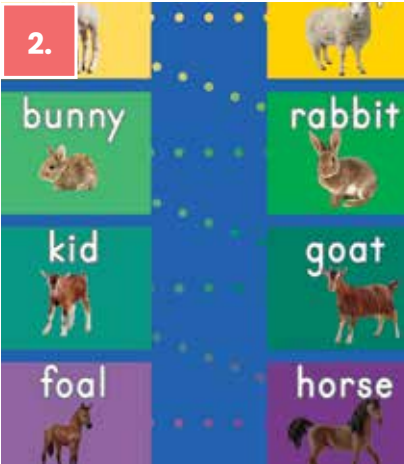 2.
bunny
rabbit
kid
goat
foal
horse